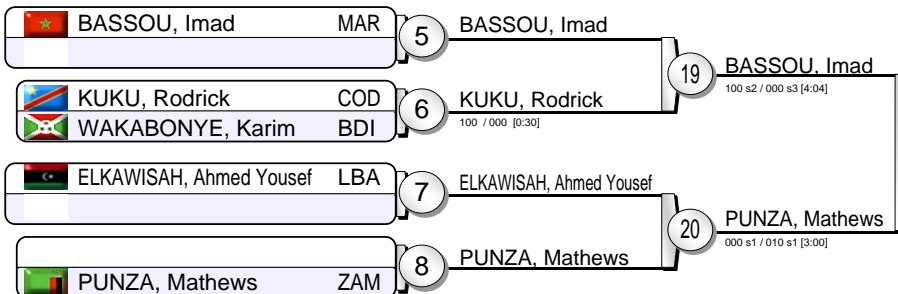 BASSOU, Imad MAR
5
BASSOU, Imad
KUKU, Rodrick COD
WAKABONYE, Karim BDI
6
KUKU, Rodrick
100 / 000 [0:30]
19
BASSOU, Imad
100 s2 / 000 s3 [4:04]
ELKAWISAH, Ahmed Yousef LBA
7
ELKAWISAH, Ahmed Yousef
PUNZA, Mathews ZAM
8
PUNZA, Mathews
20
PUNZA, Mathews
000 s1 / 010 s1 [3:00]